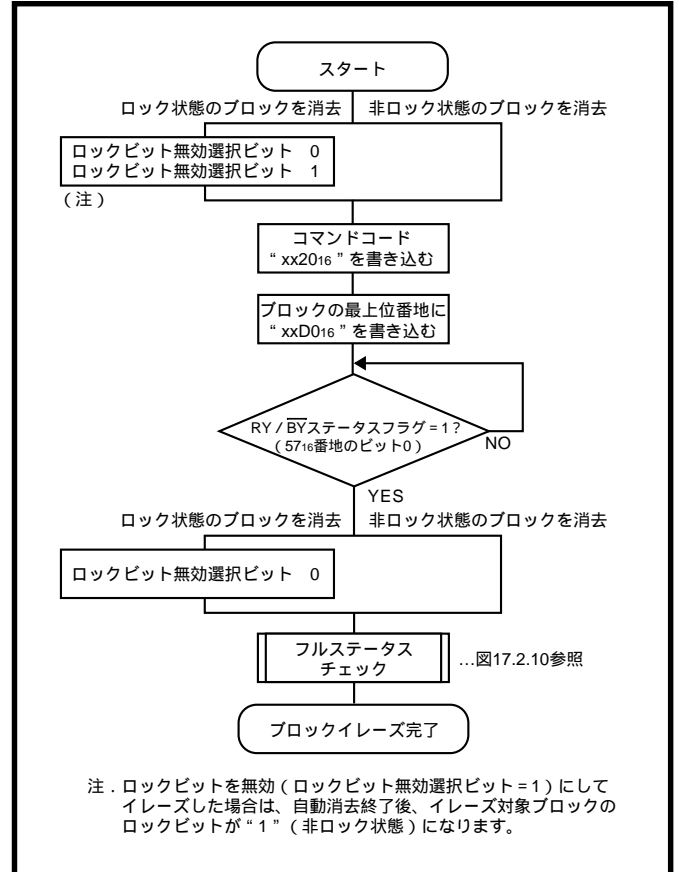 スタート
ロック状態のブロックを消去 非ロック状態のブロックを消去
ロックビット無効選択ビット 0
ロックビット無効選択ビット 1
(注)
コマンドコード
“xx2016”を書き込む
ブロックの最上位番地に
“xxD016”を書き込む
RY/BYステータスフラグ=1?
(5716番地のビット0)
NO
YES
ロック状態のブロックを消去 非ロック状態のブロックを消去
ロックビット無効選択ビット 0
フルステータス
チェック
…図17.2.10参照
ブロックイレーズ完了
注.ロックビットを無効(ロックビット無効選択ビット=1)にして
イレーズした場合は、自動消去終了後、イレーズ対象ブロックの
ロックビットが“1”(非ロック状態)になります。